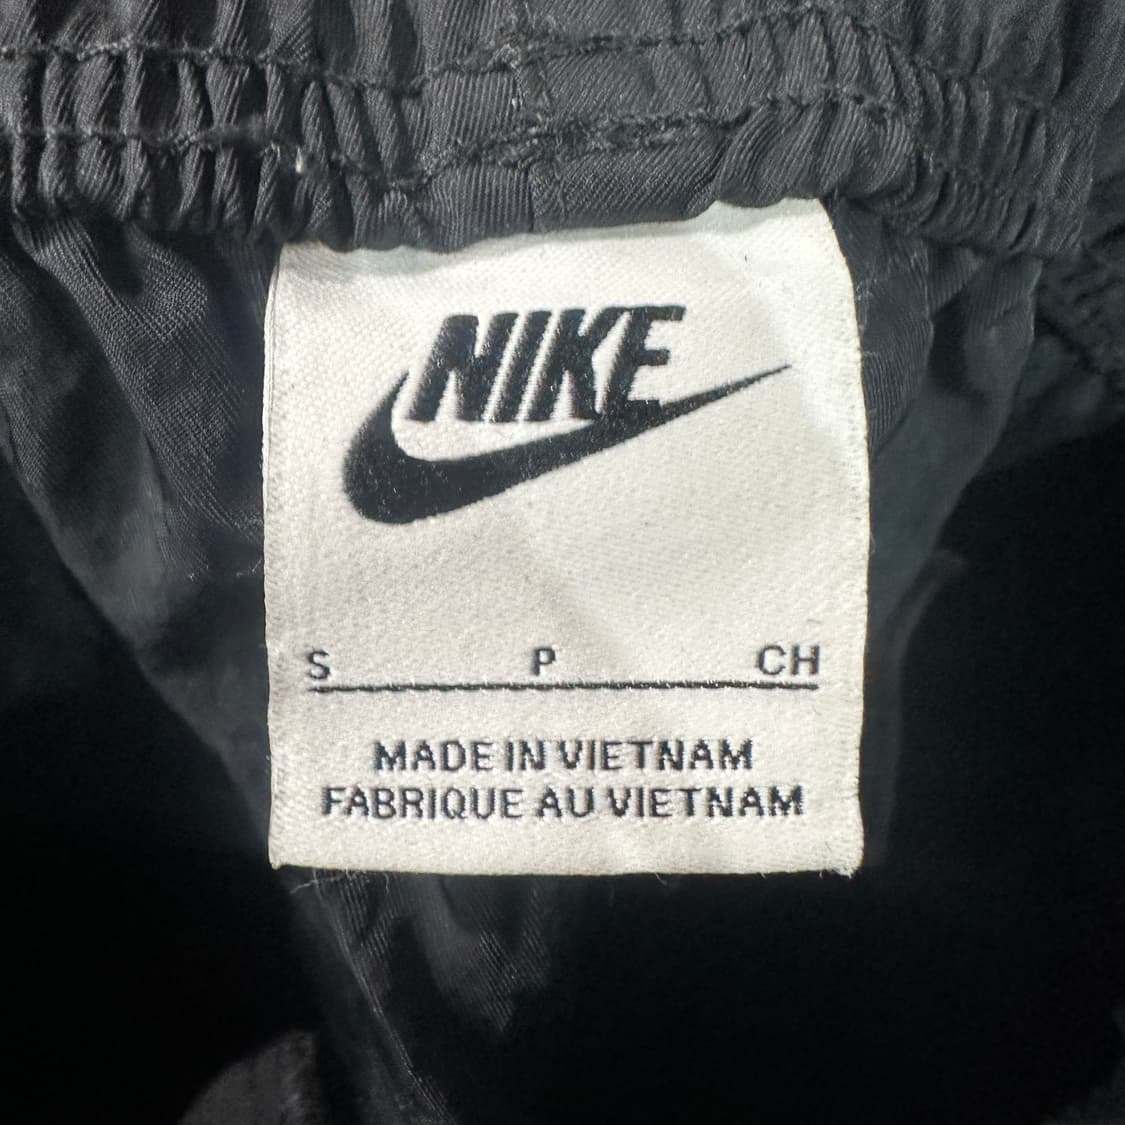 NIKE
S P CH
MADE IN VIETNAM
FABRIQUE AU VIETNAM